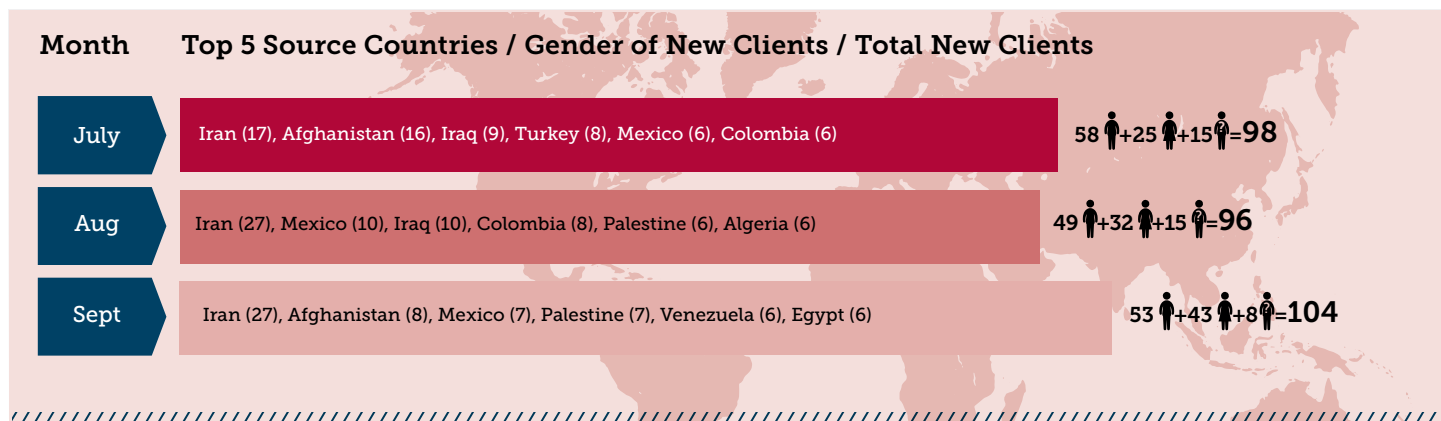 Month Top 5 Source Countries / Gender of New Clients / Total New Clients
July Iran (17), Afghanistan (16), Iraq (9), Turkey (8), Mexico (6), Colombia (6) 58 +25 +15 ? =98
Aug Iran (27), Mexico (10), Iraq (10), Colombia (8), Palestine (6), Algeria (6) 49 +32 +15 ? =96
Sept Iran (27), Afghanistan (8), Mexico (7), Palestine (7), Venezuela (6), Egypt (6) 53 +43 +8 ? =104